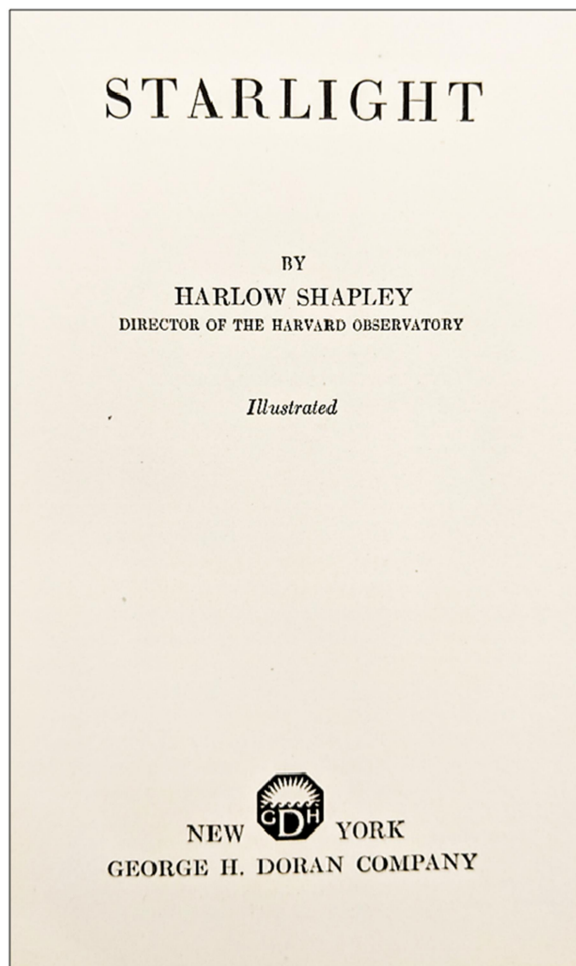 STARLIGHT
BY
HARLOW SHAPLEY
DIRECTOR OF THE HARVARD OBSERVATORY
Illustrated
GDH
NEW YORK
GEORGE H. DORAN COMPANY